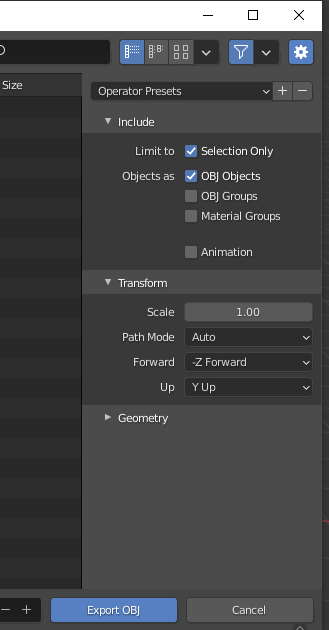 Size
Operator Presets
Include
Limit to Selection Only
Objects as OBJ Objects
OBJ Groups
Material Groups
Animation
Transform
Scale 1.00
Path Mode Auto
Forward -Z Forward
Up Y Up
Geometry
Export OBJ Cancel